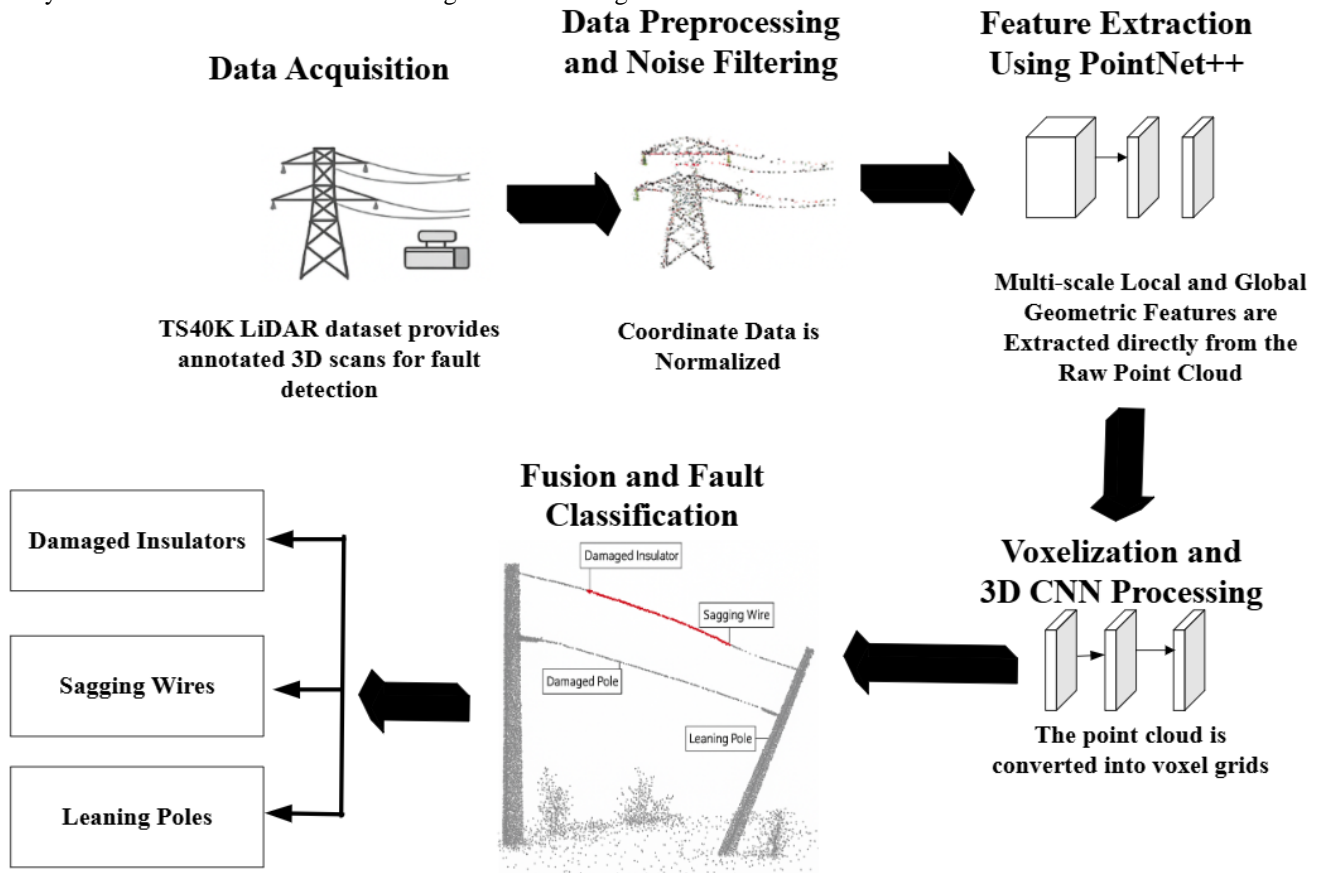 Data Acquisition
TS40K LiDAR dataset provides
annotated 3D scans for fault
detection
Data Preprocessing
and Noise Filtering
Coordinate Data is
Normalized
Feature Extraction
Using PointNet++
Multi-scale Local and Global
Geometric Features are
Extracted directly from the
Raw Point Cloud
Voxelization and
3D CNN Processing
The point cloud is
converted into voxel grids
Fusion and Fault
Classification
Damaged Insulator
Sagging Wire
Damaged Pole
Leaning Pole
Damaged Insulators
Sagging Wires
Leaning Poles